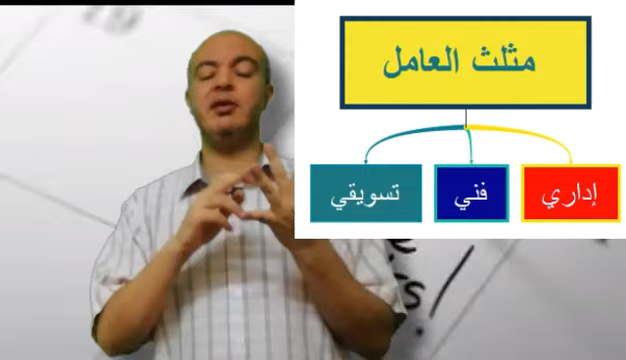 مثلث العامل
إداري
فني
تسويقي